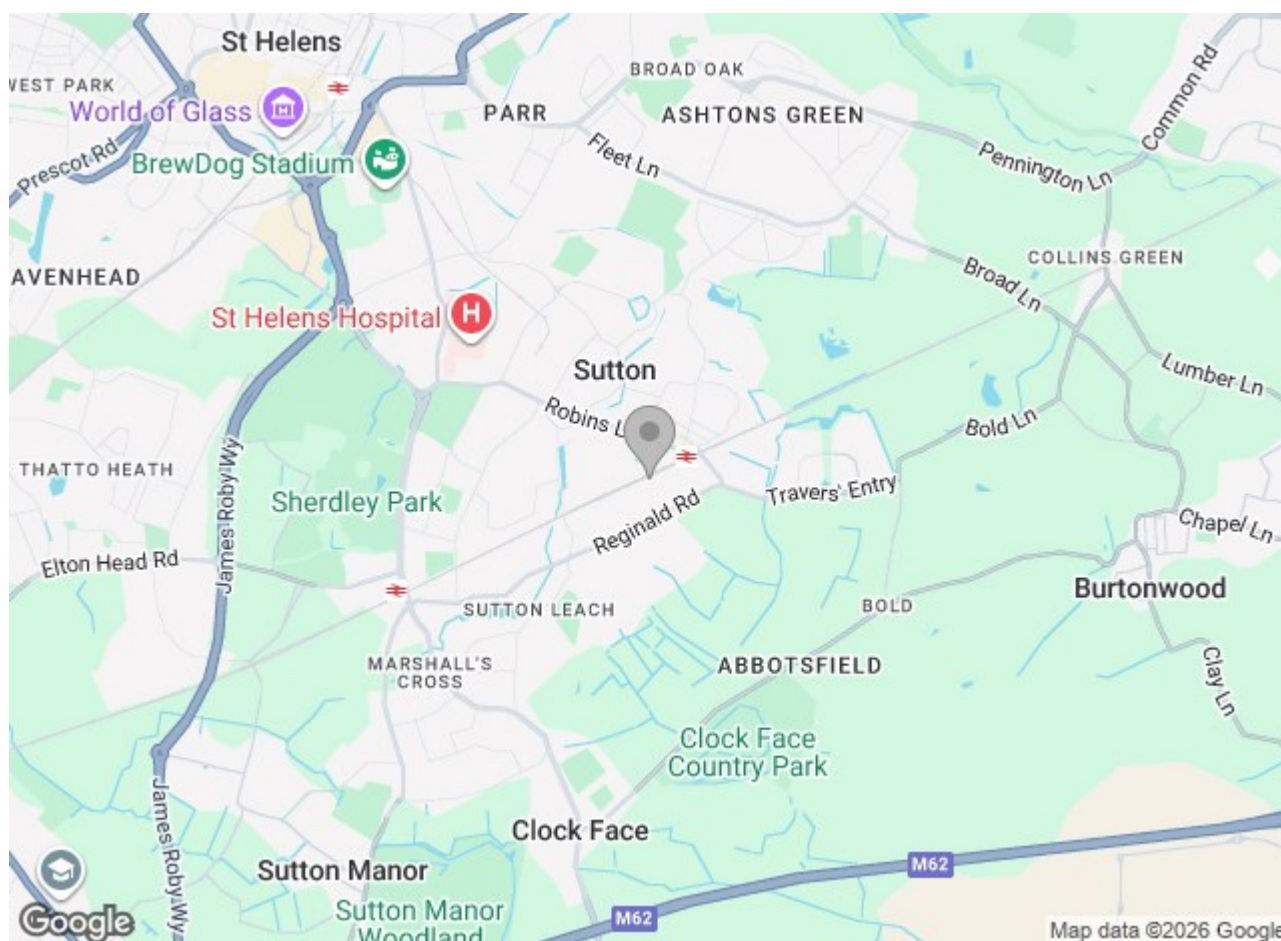 St Helens
WEST PARK
World of Glass
Prescot Rd
BrewDog Stadium
PARR
BROAD OAK
ASHTONS GREEN
Common Rd
Fleet Ln
Pennington Ln
AVENHEAD
COLLINS GREEN
Broad Ln
St Helens Hospital
H
Sutton
Lumber Ln
Robins L
Bold Ln
THATTO HEATH
James Roby Wy
Sherdley Park
Travers' Entry
Reginald Rd
Chapel Ln
Elton Head Rd
Burtonwood
SUTTON LEACH
BOLD
MARSHALL'S
CROSS
ABBOTSFIELD
Clay Ln
Clock Face
Country Park
James Roby Wy
Clock Face
M62
Sutton Manor
Sutton Manor
Woodland
M62
Google
Map data ©2026 Google